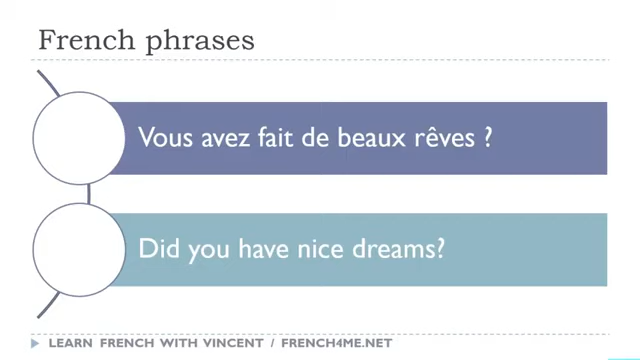 French phrases
Vous avez fait de beaux rêves ?
Did you have nice dreams?
LEARN FRENCH WITH VINCENT / FRENCH4ME.NET